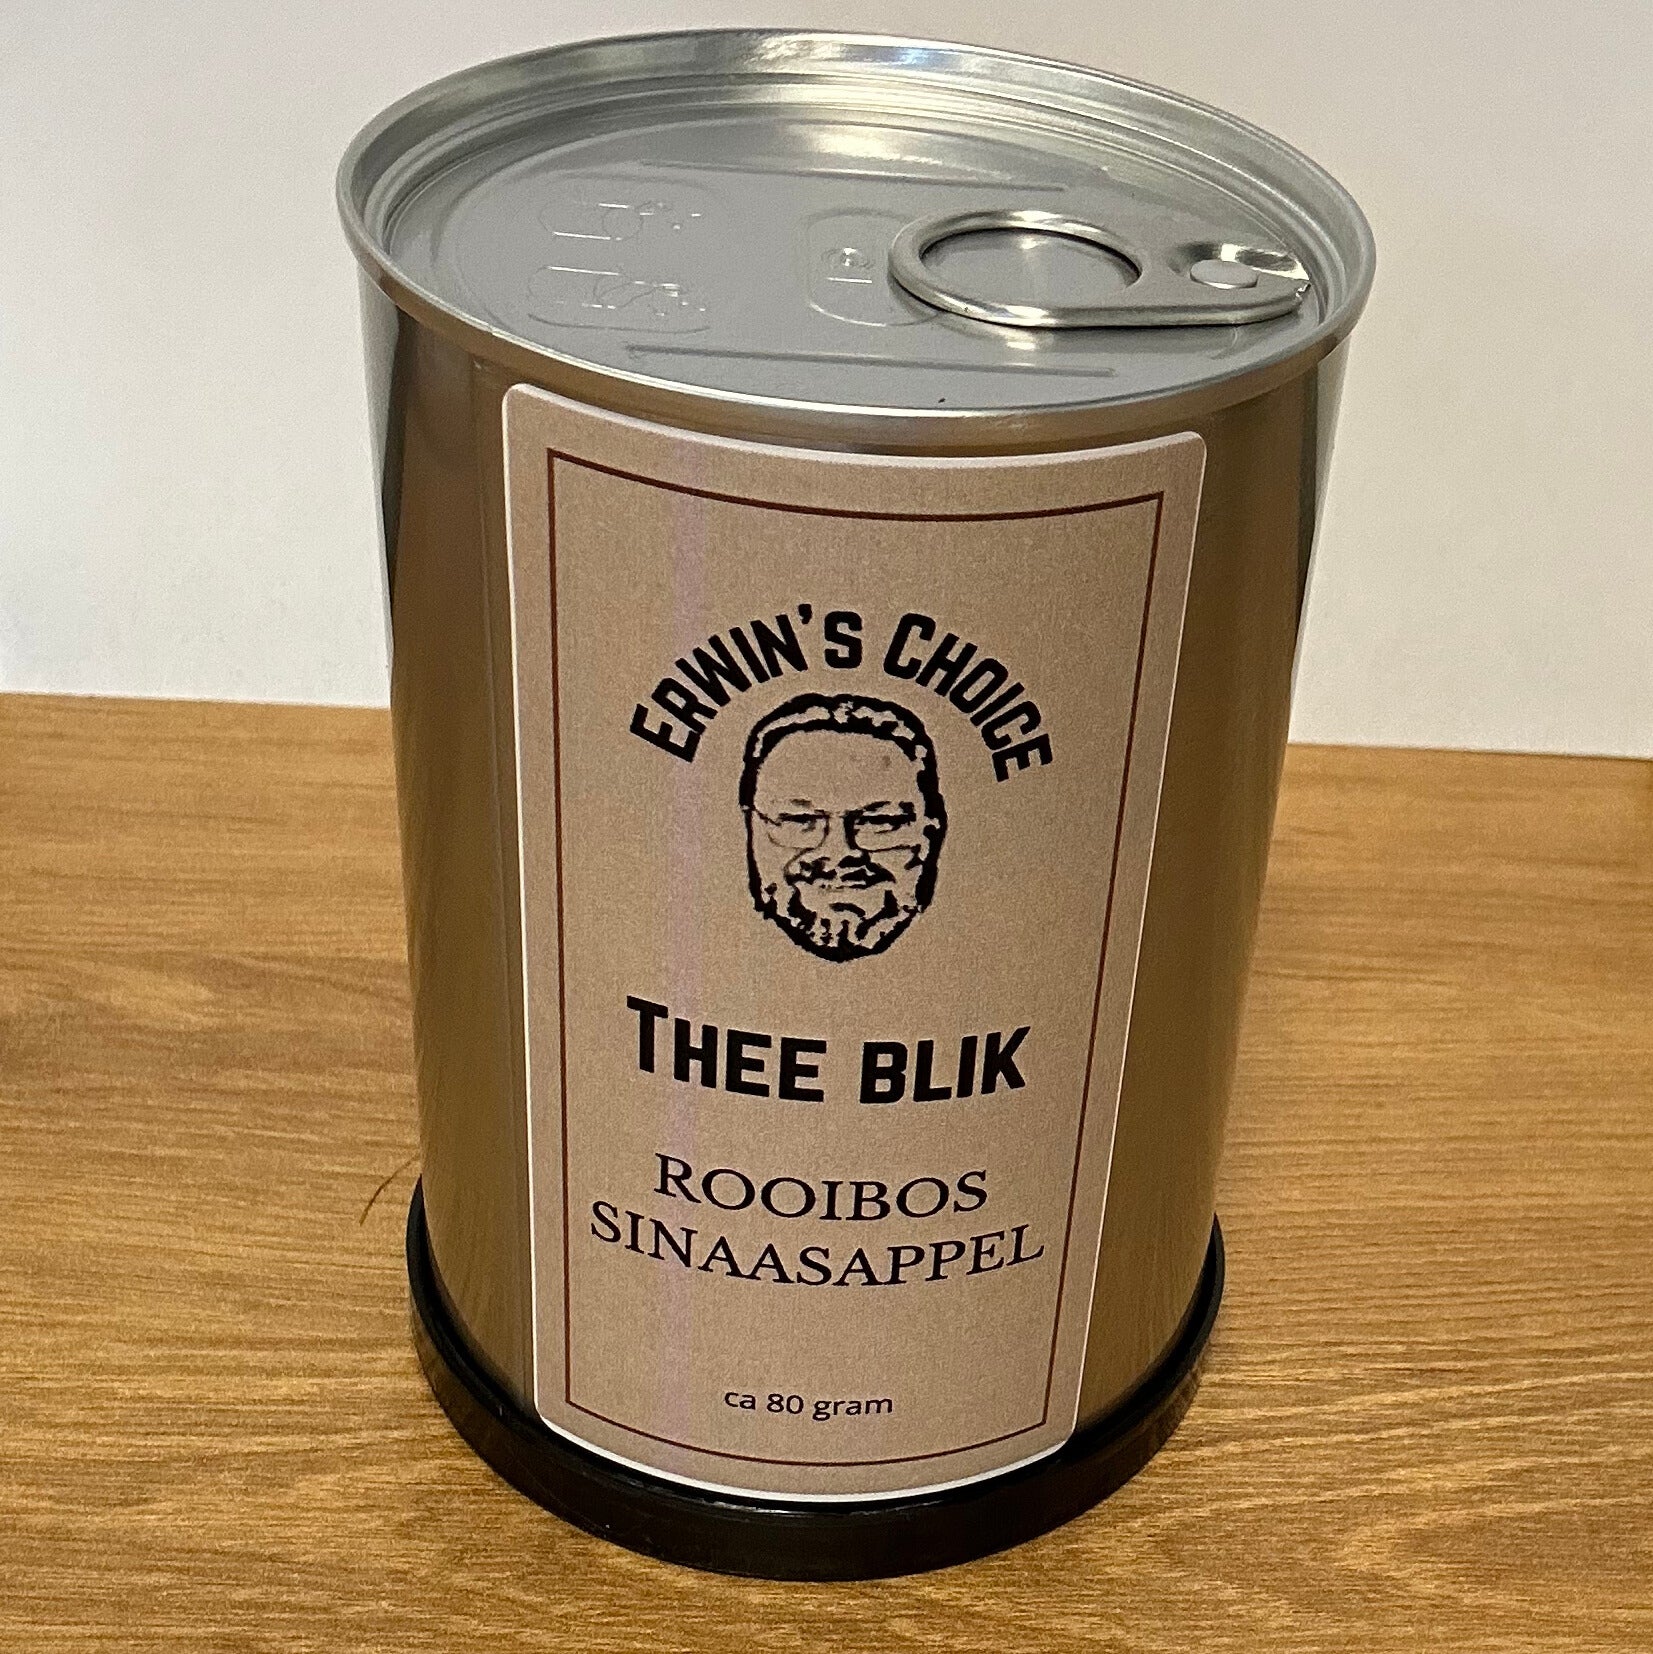 ERWIN'S CHOICE
THEE BLIK
ROOIBOS
SINAASAPPEL
ca 80 gram